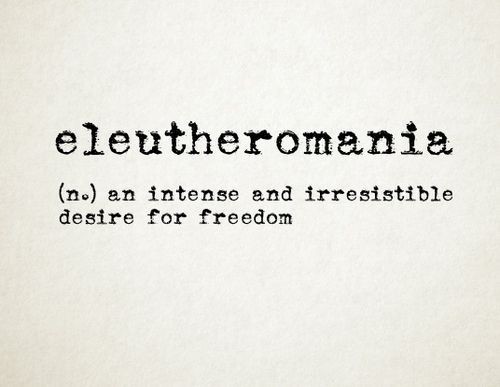 eleutheromania
(n.) an intense and irresistible
desire for freedom